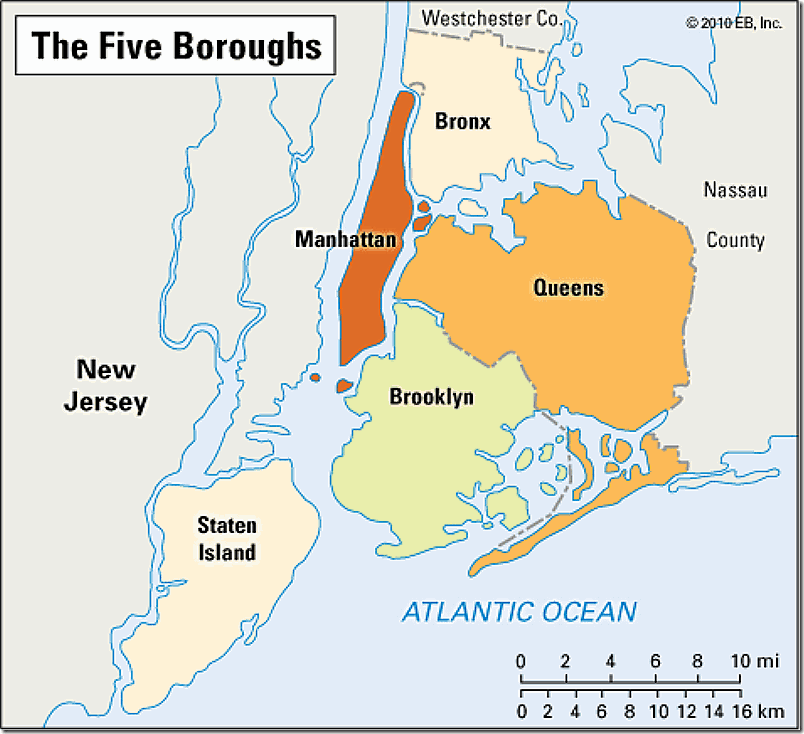 The Five Boroughs
Westchester Co.
© 2010 EB, Inc.
Bronx
Nassau
County
Manhattan
Queens
New
Jersey
Brooklyn
Staten
Island
ATLANTIC OCEAN
0 2 4 6 8 10 mi
0 2 4 6 8 10 12 14 16 km